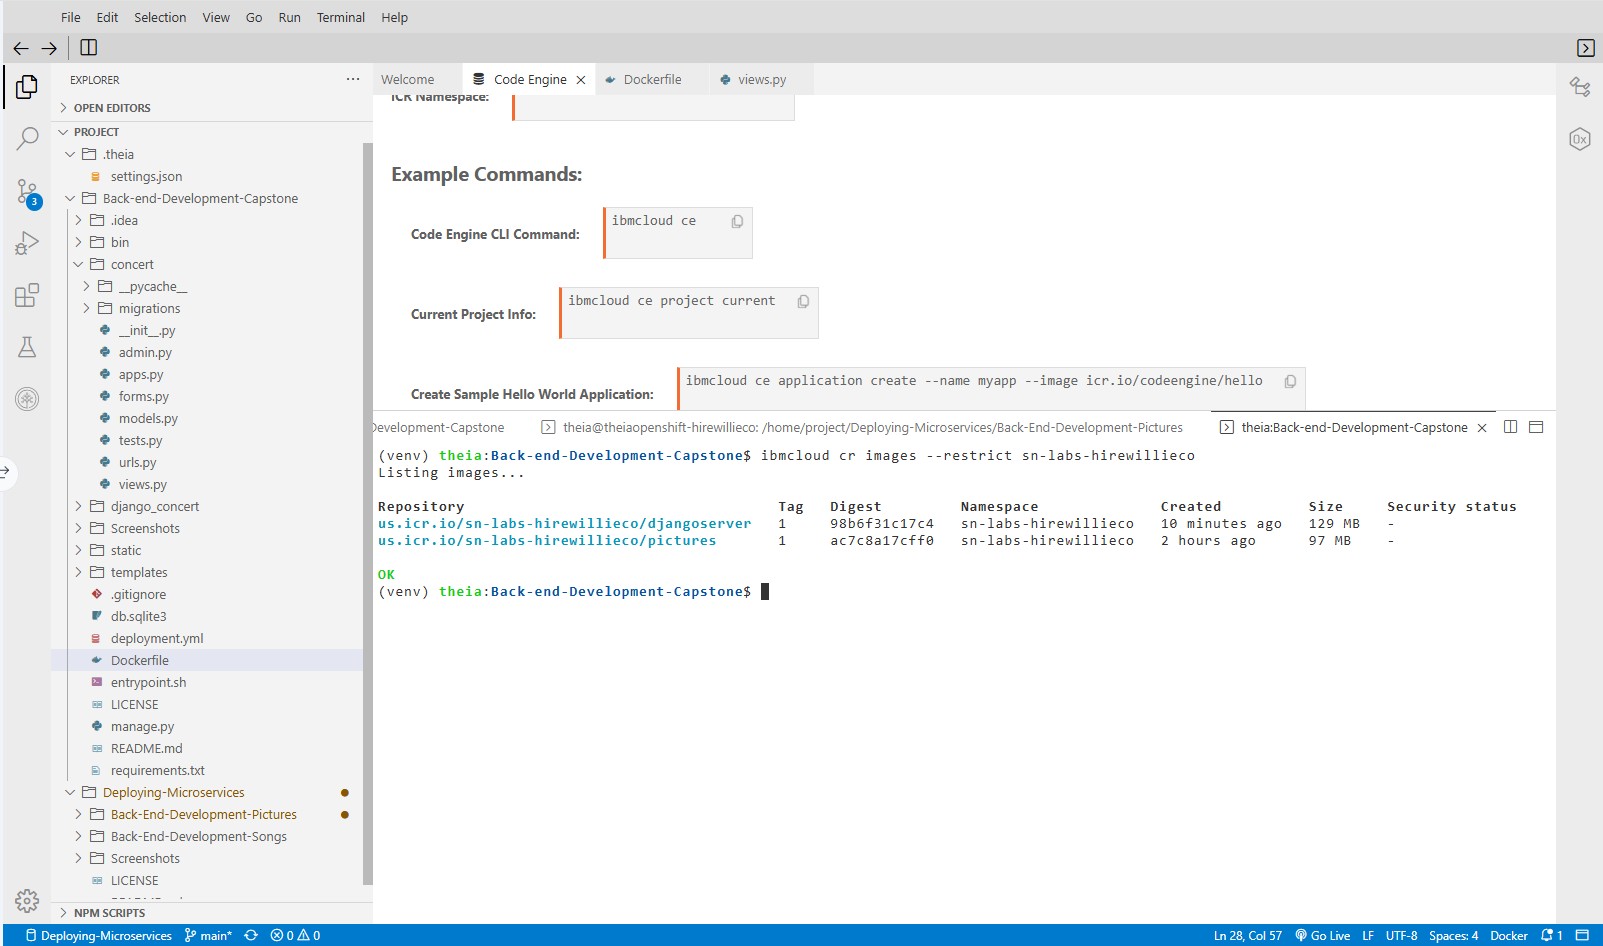 File Edit Selection View Go Run Terminal Help
EXPLORER
OPEN EDITORS
PROJECT
.theia
settings.json
Back-end-Development-Capstone
.idea
bin
concert
__pycache__
migrations
__init__.py
admin.py
apps.py
forms.py
models.py
tests.py
urls.py
views.py
django_concert
Screenshots
static
templates
.gitignore
db.sqlite3
deployment.yml
Dockerfile
entrypoint.sh
LICENSE
manage.py
README.md
requirements.txt
Deploying-Microservices
Back-End-Development-Pictures
Back-End-Development-Songs
Screenshots
LICENSE
NPM SCRIPTS
3
Welcome Code Engine Dockerfile views.py
ICR Namespace:
Example Commands:
Code Engine CLI Command: ibmcloud ce
Current Project Info: ibmcloud ce project current
Create Sample Hello World Application: ibmcloud ce application create --name myapp --image icr.io/codeengine/hello
Development-Capstone theia@theiaopenshift-hirewillieco: /home/project/Deploying-Microservices/Back-End-Development-Pictures theia:Back-end-Development-Capstone
(venv) theia:Back-end-Development-Capstone$ ibmcloud cr images --restrict sn-labs-hirewillieco
Listing images...
Repository Tag Digest Namespace Created Size Security status
us.icr.io/sn-labs-hirewillieco/djangoserver 1 98b6f31c17c4 sn-labs-hirewillieco 10 minutes ago 129 MB -
us.icr.io/sn-labs-hirewillieco/pictures 1 ac7c8a17cff0 sn-labs-hirewillieco 2 hours ago 97 MB -
OK
(venv) theia:Back-end-Development-Capstone$
0x
Deploying-Microservices main* 0 0 Ln 28, Col 57 Go Live LF UTF-8 Spaces: 4 Docker 1